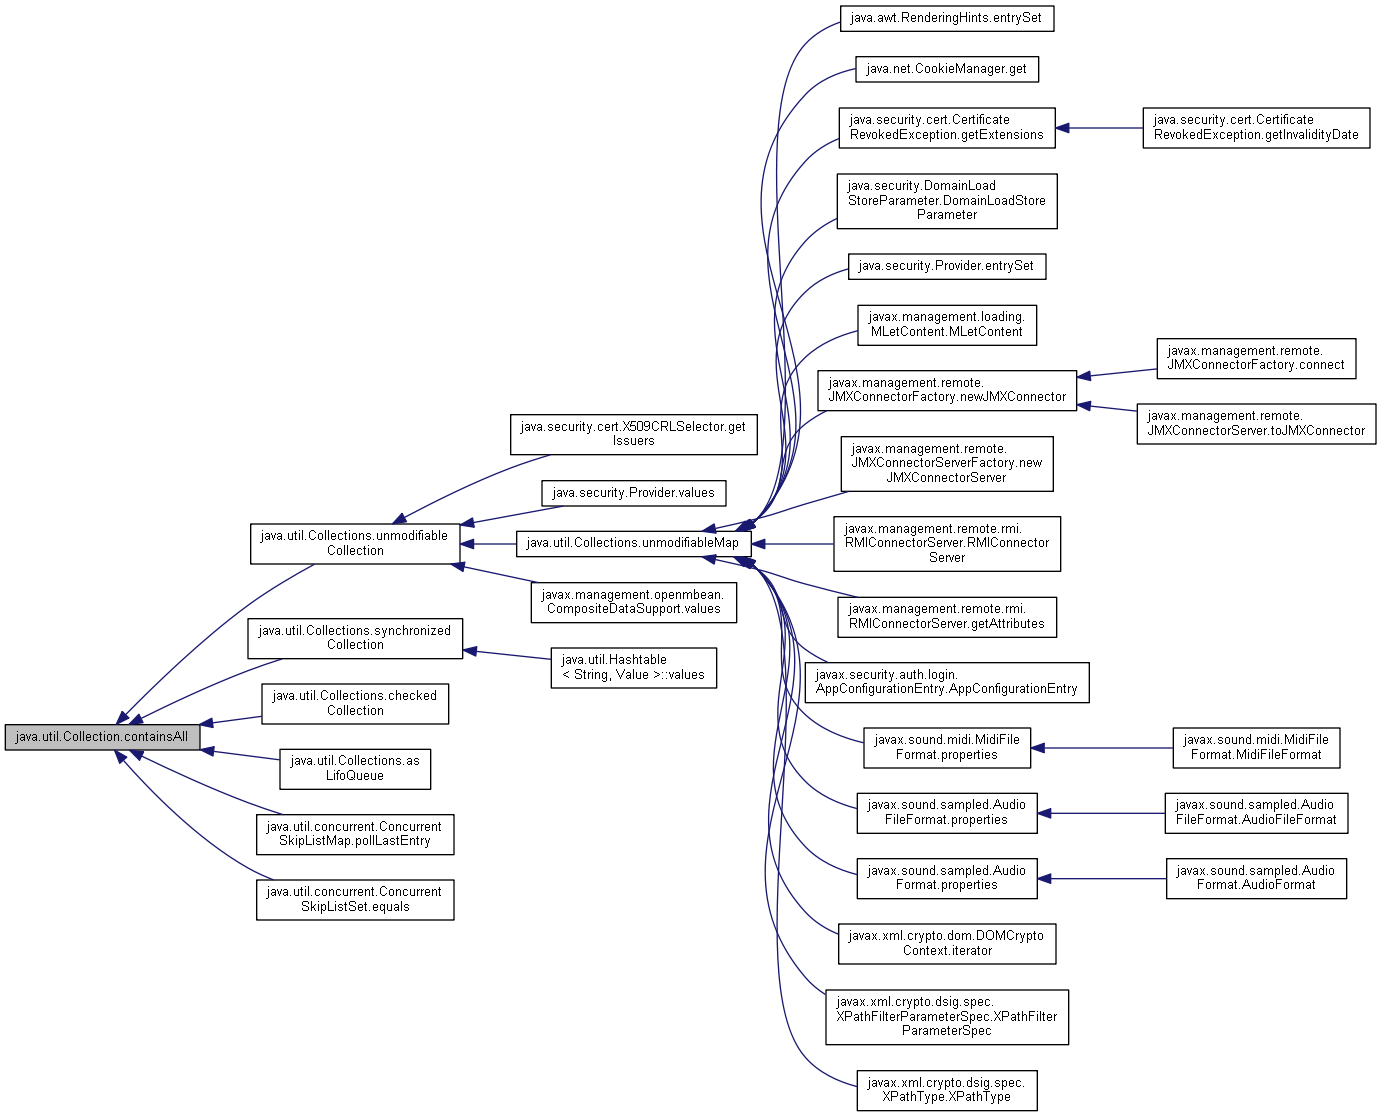 java.util.Collection.containsAll
java.util.Collections.unmodifiable
Collection
java.util.Collections.synchronized
Collection
java.util.Collections.checked
Collection
java.util.Collections.as
LifoQueue
java.util.concurrent.Concurrent
SkipListMap.pollLastEntry
java.util.concurrent.Concurrent
SkipListSet.equals
java.security.cert.X509CRLSelector.get
Issuers
java.security.Provider.values
java.util.Collections.unmodifiableMap
javax.management.openmbean.
CompositeDataSupport.values
java.util.Hashtable
< String, Value >::values
java.awt.RenderingHints.entrySet
java.net.CookieManager.get
java.security.cert.Certificate
RevokedException.getExtensions
java.security.DomainLoad
StoreParameter.DomainLoadStore
Parameter
java.security.Provider.entrySet
javax.management.loading.
MLetContent.MLetContent
javax.management.remote.
JMXConnectorFactory.newJMXConnector
javax.management.remote.
JMXConnectorServerFactory.new
JMXConnectorServer
javax.management.remote.rmi.
RMIConnectorServer.RMIConnector
Server
javax.management.remote.rmi.
RMIConnectorServer.getAttributes
javax.security.auth.login.
AppConfigurationEntry.AppConfigurationEntry
javax.sound.midi.MidiFile
Format.properties
javax.sound.sampled.Audio
FileFormat.properties
javax.sound.sampled.Audio
Format.properties
javax.xml.crypto.dom.DOMCrypto
Context.iterator
javax.xml.crypto.dsig.spec.
XPathFilterParameterSpec.XPathFilter
ParameterSpec
javax.xml.crypto.dsig.spec.
XPathType.XPathType
java.security.cert.Certificate
RevokedException.getInvalidityDate
javax.management.remote.
JMXConnectorFactory.connect
javax.management.remote.
JMXConnectorServer.toJMXConnector
javax.sound.midi.MidiFile
Format.MidiFileFormat
javax.sound.sampled.Audio
FileFormat.AudioFileFormat
javax.sound.sampled.Audio
Format.AudioFormat